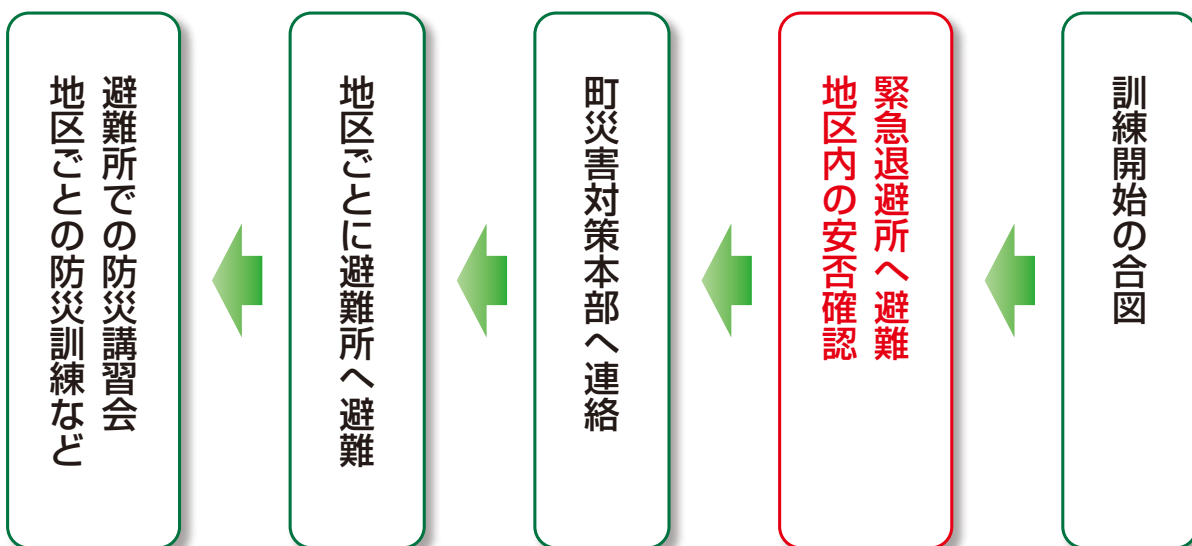 訓練開始の合図
緊急退避所へ避難
地区内の安否確認
町災害対策本部へ連絡
地区ごとに避難所へ避難
避難所での防災講習会
地区ごとの防災訓練など